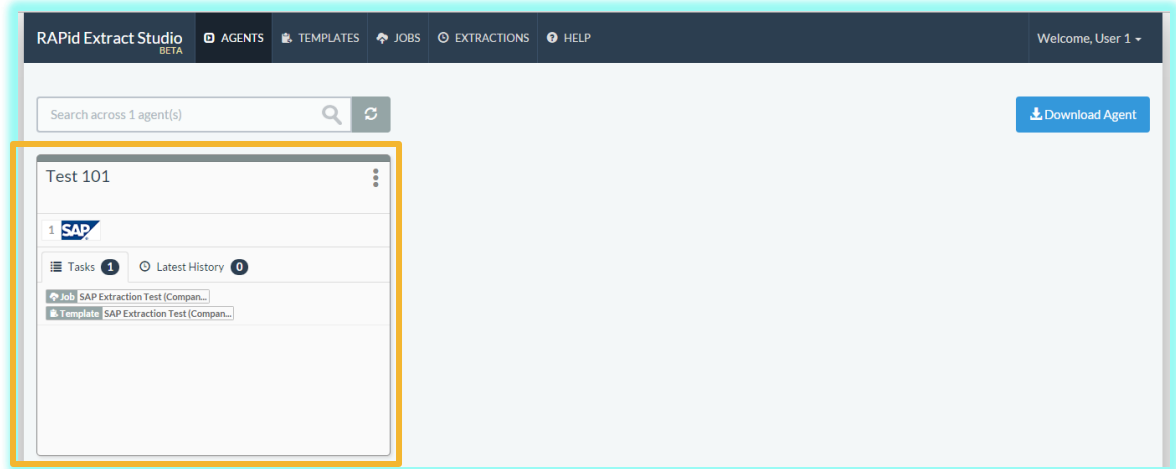 RAPid Extract Studio BETA AGENTS TEMPLATES JOBS EXTRACTIONS HELP Welcome, User 1
Search across 1 agent(s) Download Agent
Test 101
1 SAP
Tasks 1 Latest History 0
Job SAP Extraction Test (Compan...
Template SAP Extraction Test (Compan...